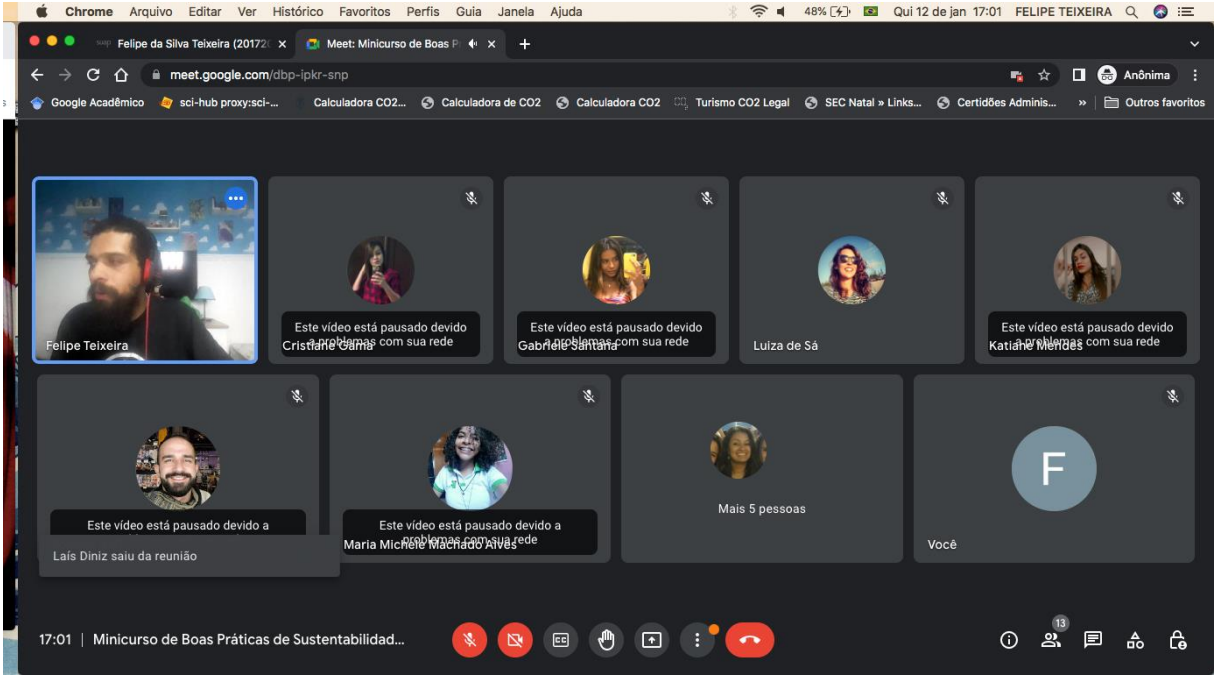 Chrome Arquivo Editar Ver Histórico Favoritos Perfis Guia Janela Ajuda 48% Qui 12 de jan 17:01 FELIPE TEIXEIRA
suap Felipe da Silva Teixeira (20172 Meet: Minicurso de Boas P
meet.google.com/dbp-ipkr-snp Anônima
Google Acadêmico sci-hub proxy:sci-... Calculadora CO2... Calculadora de CO2 Calculadora CO2 Turismo CO2 Legal SEC Natal » Links... Certidões Adminis... » Outros favoritos
Este vídeo está pausado devido
a problemas com sua rede
Este vídeo está pausado devido
a problemas com sua rede
Este vídeo está pausado devido
a problemas com sua rede
Felipe Teixeira
Cristiane Gama
Gabriele Santana
Luiza de Sá
Katiane Mendes
Este vídeo está pausado devido a
Este vídeo está pausado devido a
problemas com sua rede
Mais 5 pessoas
F
Laís Diniz saiu da reunião
Maria Michele Machado Alves
Você
17:01 | Minicurso de Boas Práticas de Sustentabilidad...
CC
13